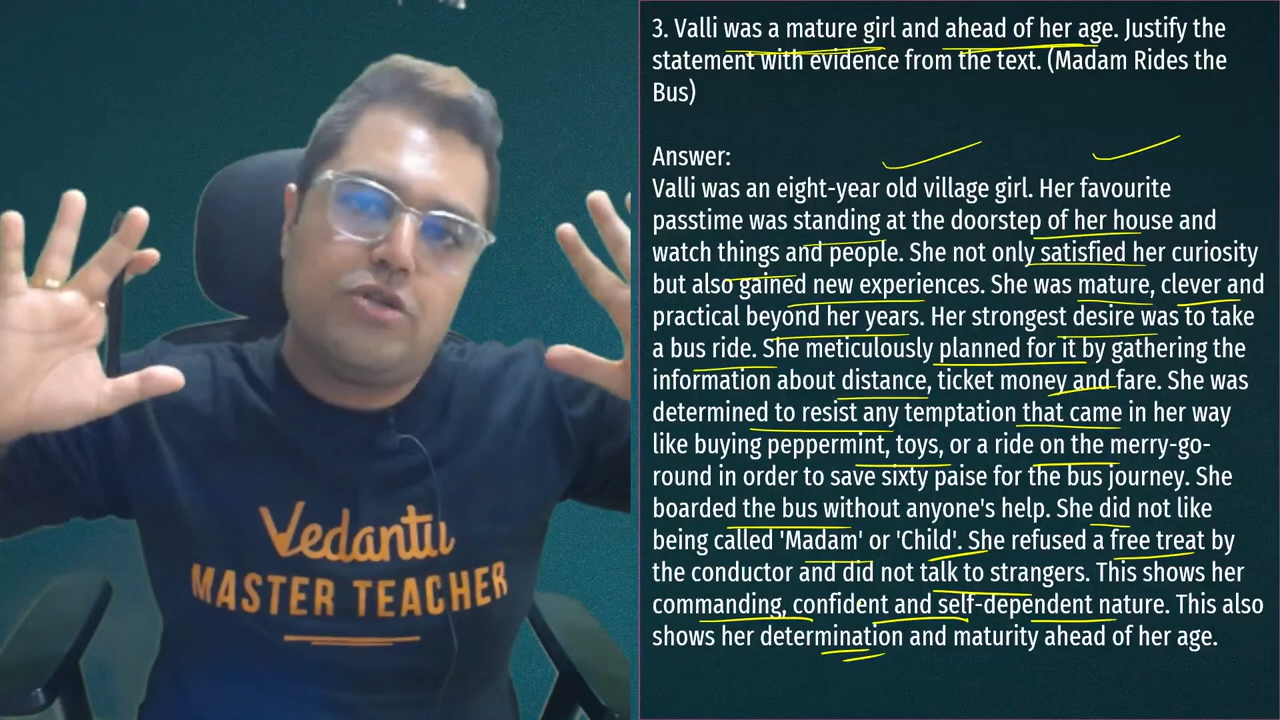 Vedantu
MASTER TEACHER
3. Valli was a mature girl and ahead of her age. Justify the
statement with evidence from the text. (Madam Rides the
Bus)
Answer:
Valli was an eight-year old village girl. Her favourite
passtime was standing at the doorstep of her house and
watch things and people. She not only satisfied her curiosity
but also gained new experiences. She was mature, clever and
practical beyond her years. Her strongest desire was to take
a bus ride. She meticulously planned for it by gathering the
information about distance, ticket money and fare. She was
determined to resist any temptation that came in her way
like buying peppermint, toys, or a ride on the merry-go-
round in order to save sixty paise for the bus journey. She
boarded the bus without anyone's help. She did not like
being called 'Madam' or 'Child'. She refused a free treat by
the conductor and did not talk to strangers. This shows her
commanding, confident and self-dependent nature. This also
shows her determination and maturity ahead of her age.